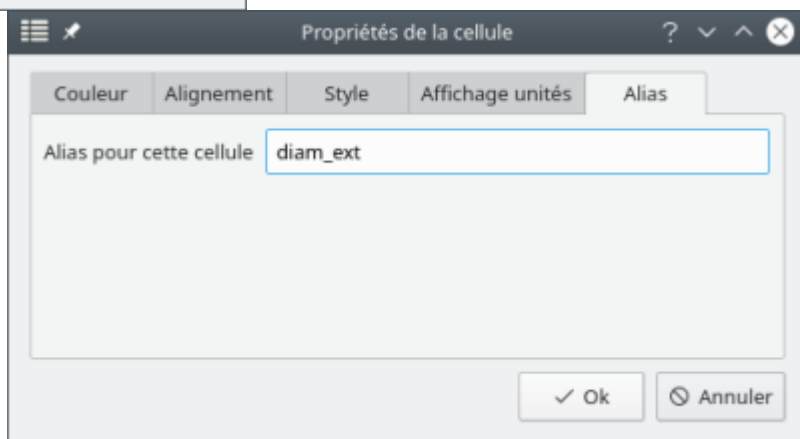 Propriétés de la cellule
Couleur Alignement Style Affichage unités Alias
Alias pour cette cellule diam_ext
Ok Annuler